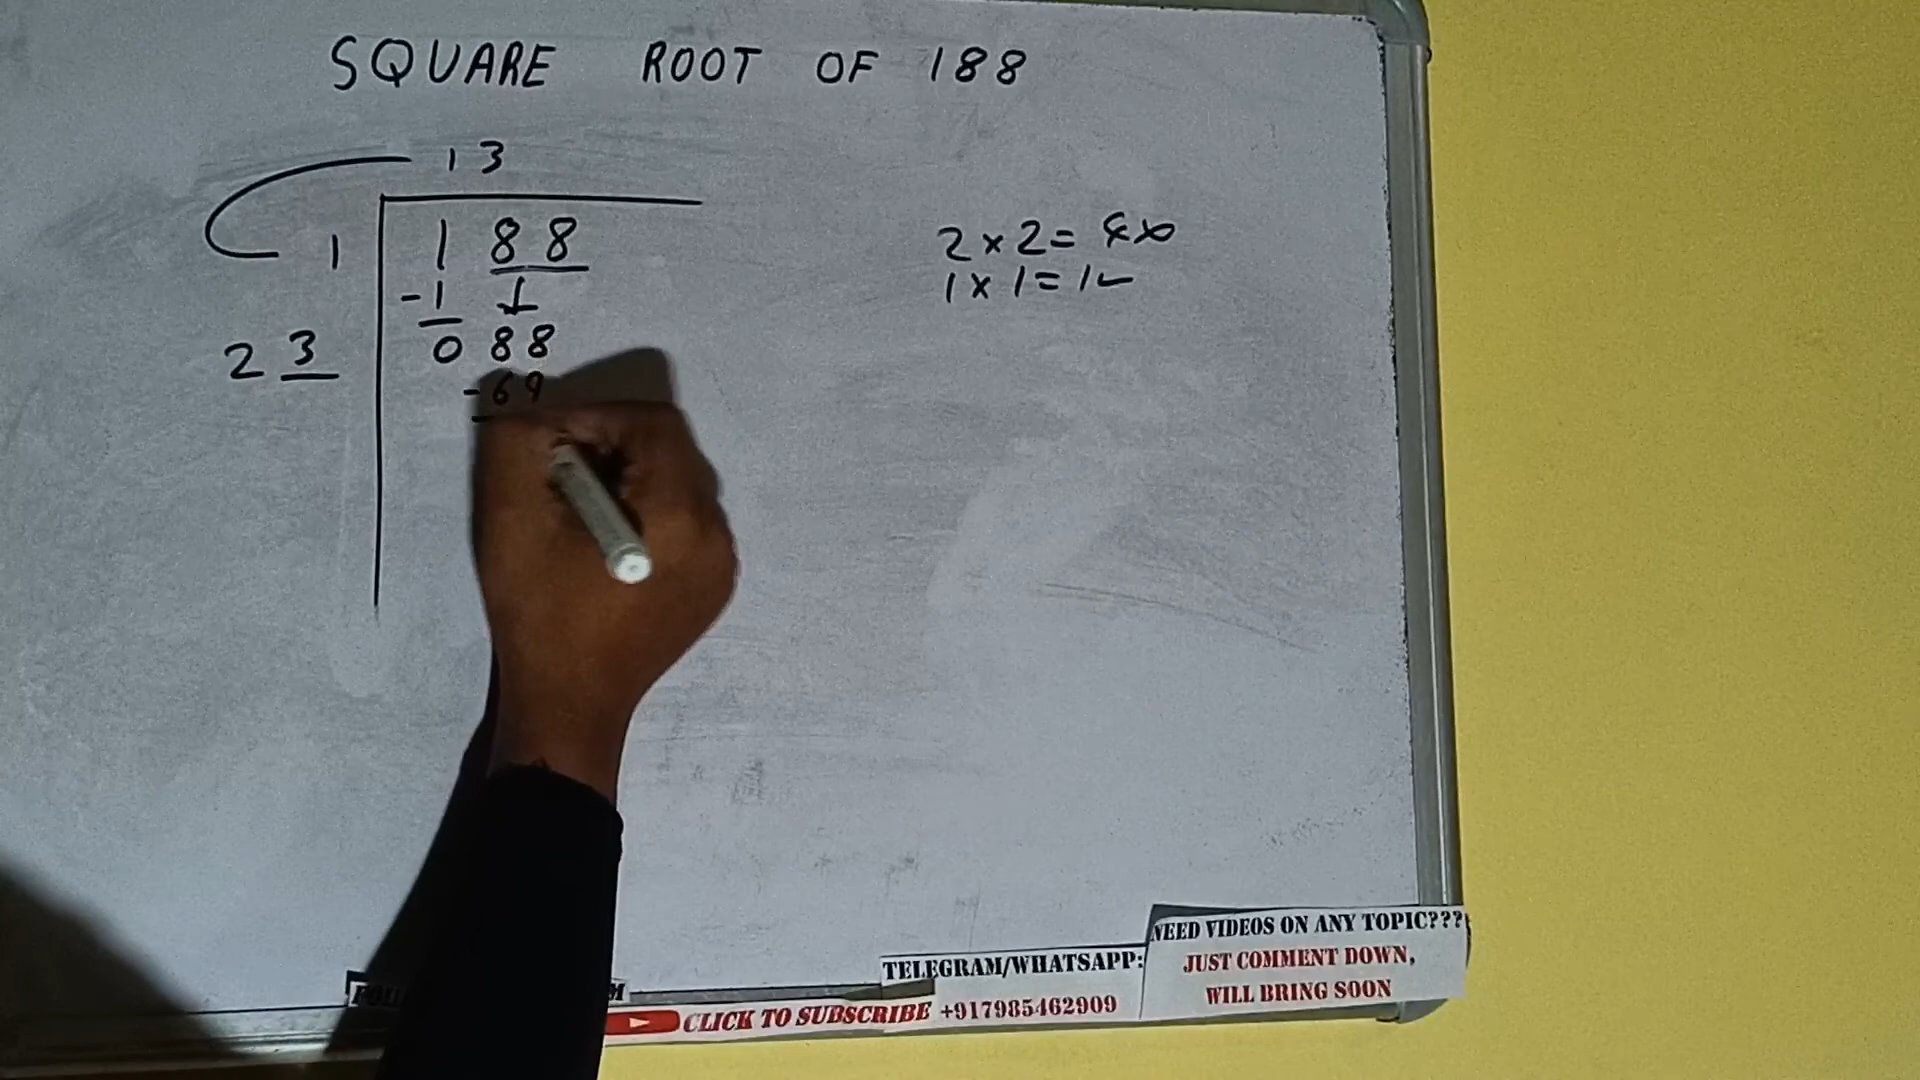 SQUARE ROOT OF 188
13
1 188
-1
23 088
-69
2×2=4×
1×1=1✓
NEED VIDEOS ON ANY TOPIC???
JUST COMMENT DOWN,
WILL BRING SOON
TELEGRAM/WHATSAPP:
CLICK TO SUBSCRIBE +917985462909